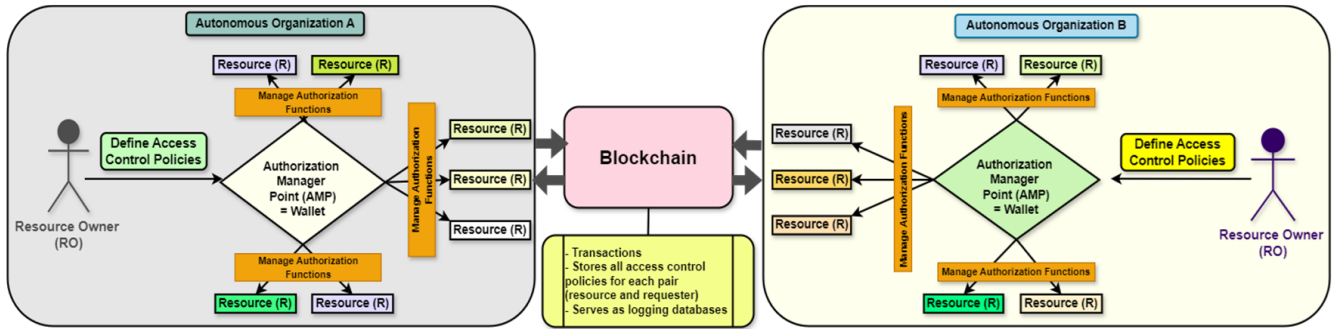 Autonomous Organization A
Resource (R)
Resource (R)
Manage Authorization
Functions
Define Access
Control Policies
Resource Owner
(RO)
Authorization
Manager
Point (AMP)
= Wallet
Manage Authorization
Functions
Resource (R)
Resource (R)
Resource (R)
Manage Authorization
Functions
Resource (R)
Resource (R)
Blockchain
- Transactions
- Stores all access control
policies for each pair
(resource and requester)
- Serves as logging databases
Autonomous Organization B
Resource (R)
Resource (R)
Manage Authorization Functions
Resource (R)
Resource (R)
Resource (R)
Manage Authorization Functions
Authorization
Manager
Point (AMP)
= Wallet
Define Access
Control Policies
Resource Owner
(RO)
Manage Authorization Functions
Resource (R)
Resource (R)